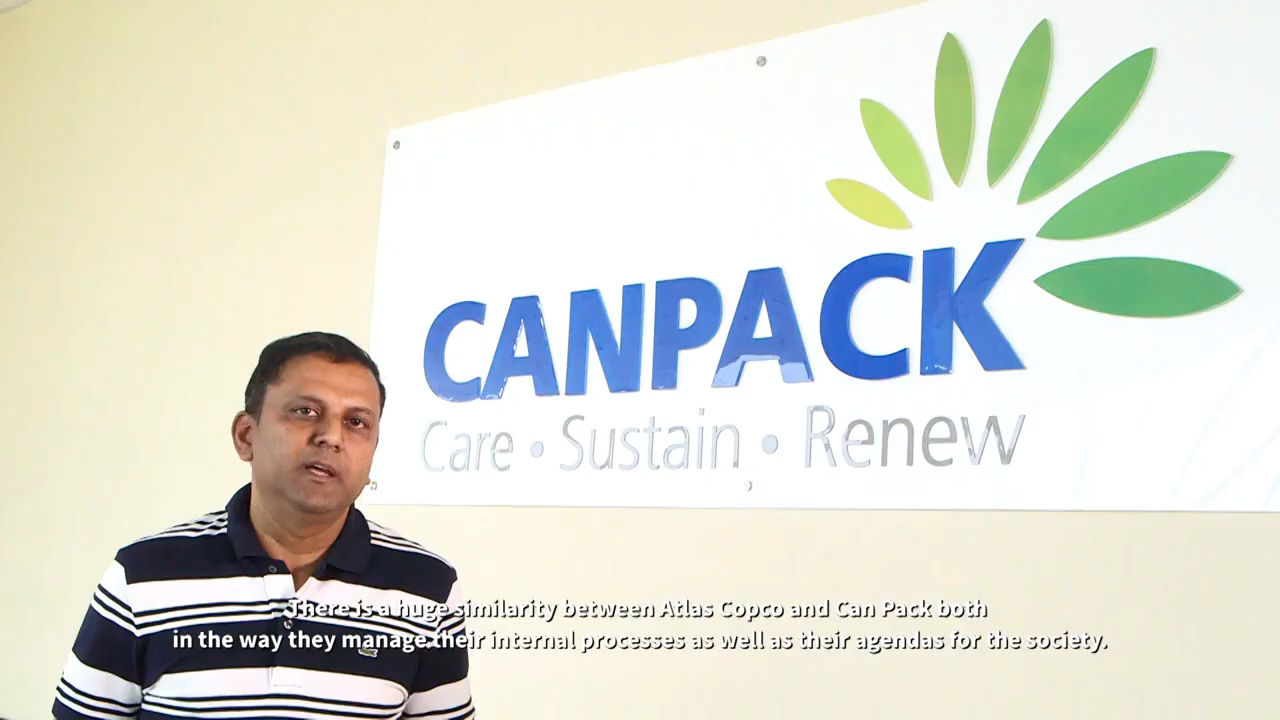 CANPACK
Care • Sustain • Renew
There is a huge similarity between Atlas Copco and Can Pack both
in the way they manage their internal processes as well as their agendas for the society.